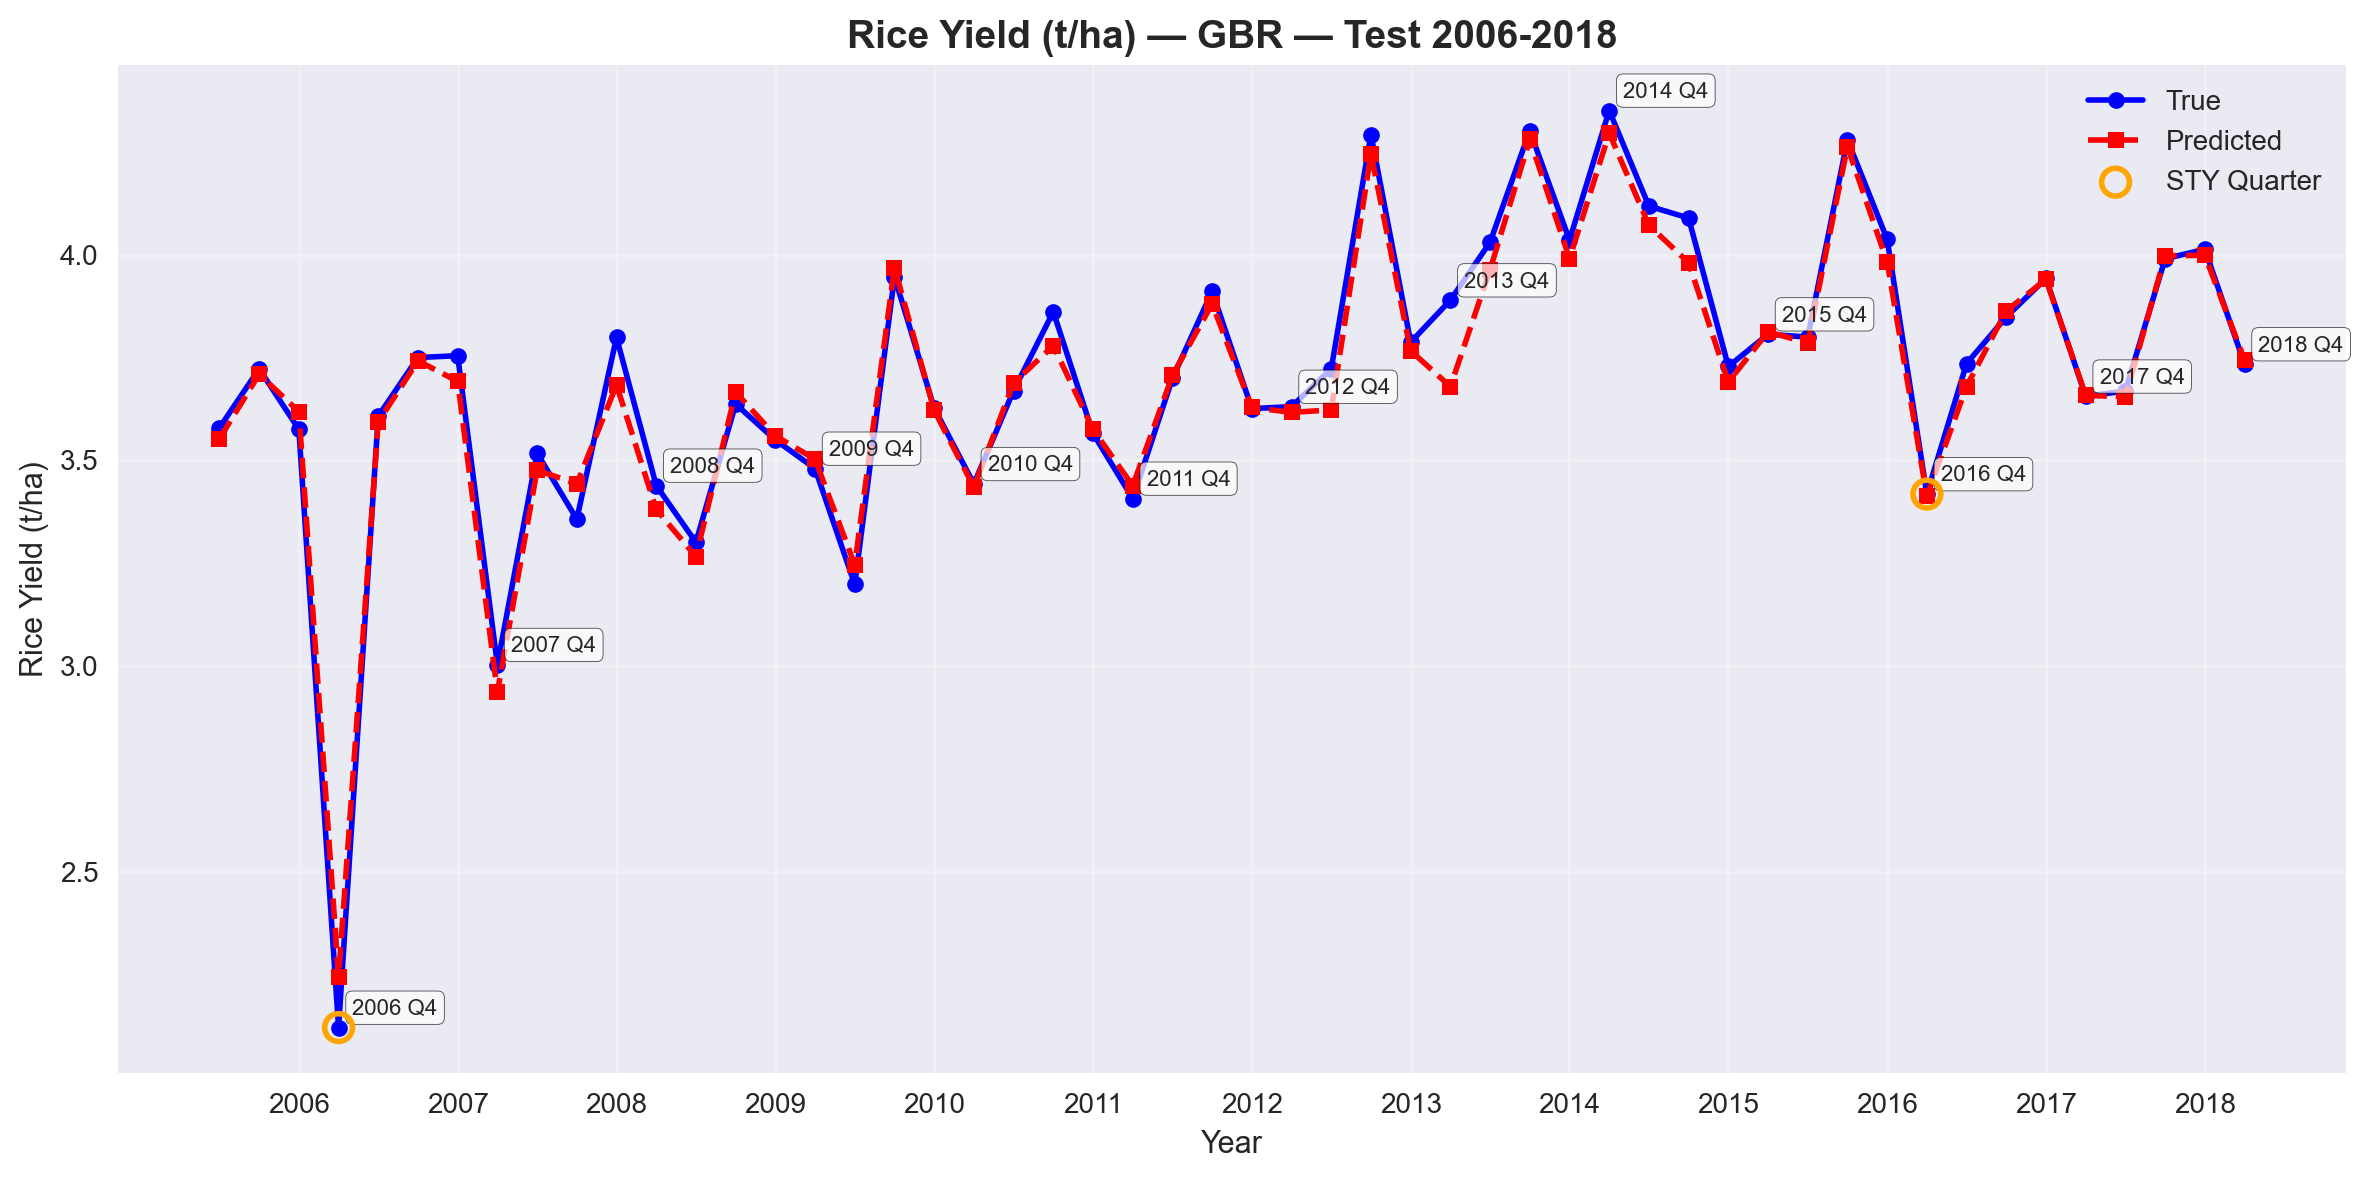 Rice Yield (t/ha) — GBR — Test 2006-2018
True
Predicted
STY Quarter
Rice Yield (t/ha)
4.0
3.5
3.0
2.5
2006 Q4
2007 Q4
2008 Q4
2009 Q4
2010 Q4
2011 Q4
2012 Q4
2013 Q4
2014 Q4
2015 Q4
2016 Q4
2017 Q4
2018 Q4
2006 2007 2008 2009 2010 2011 2012 2013 2014 2015 2016 2017 2018
Year